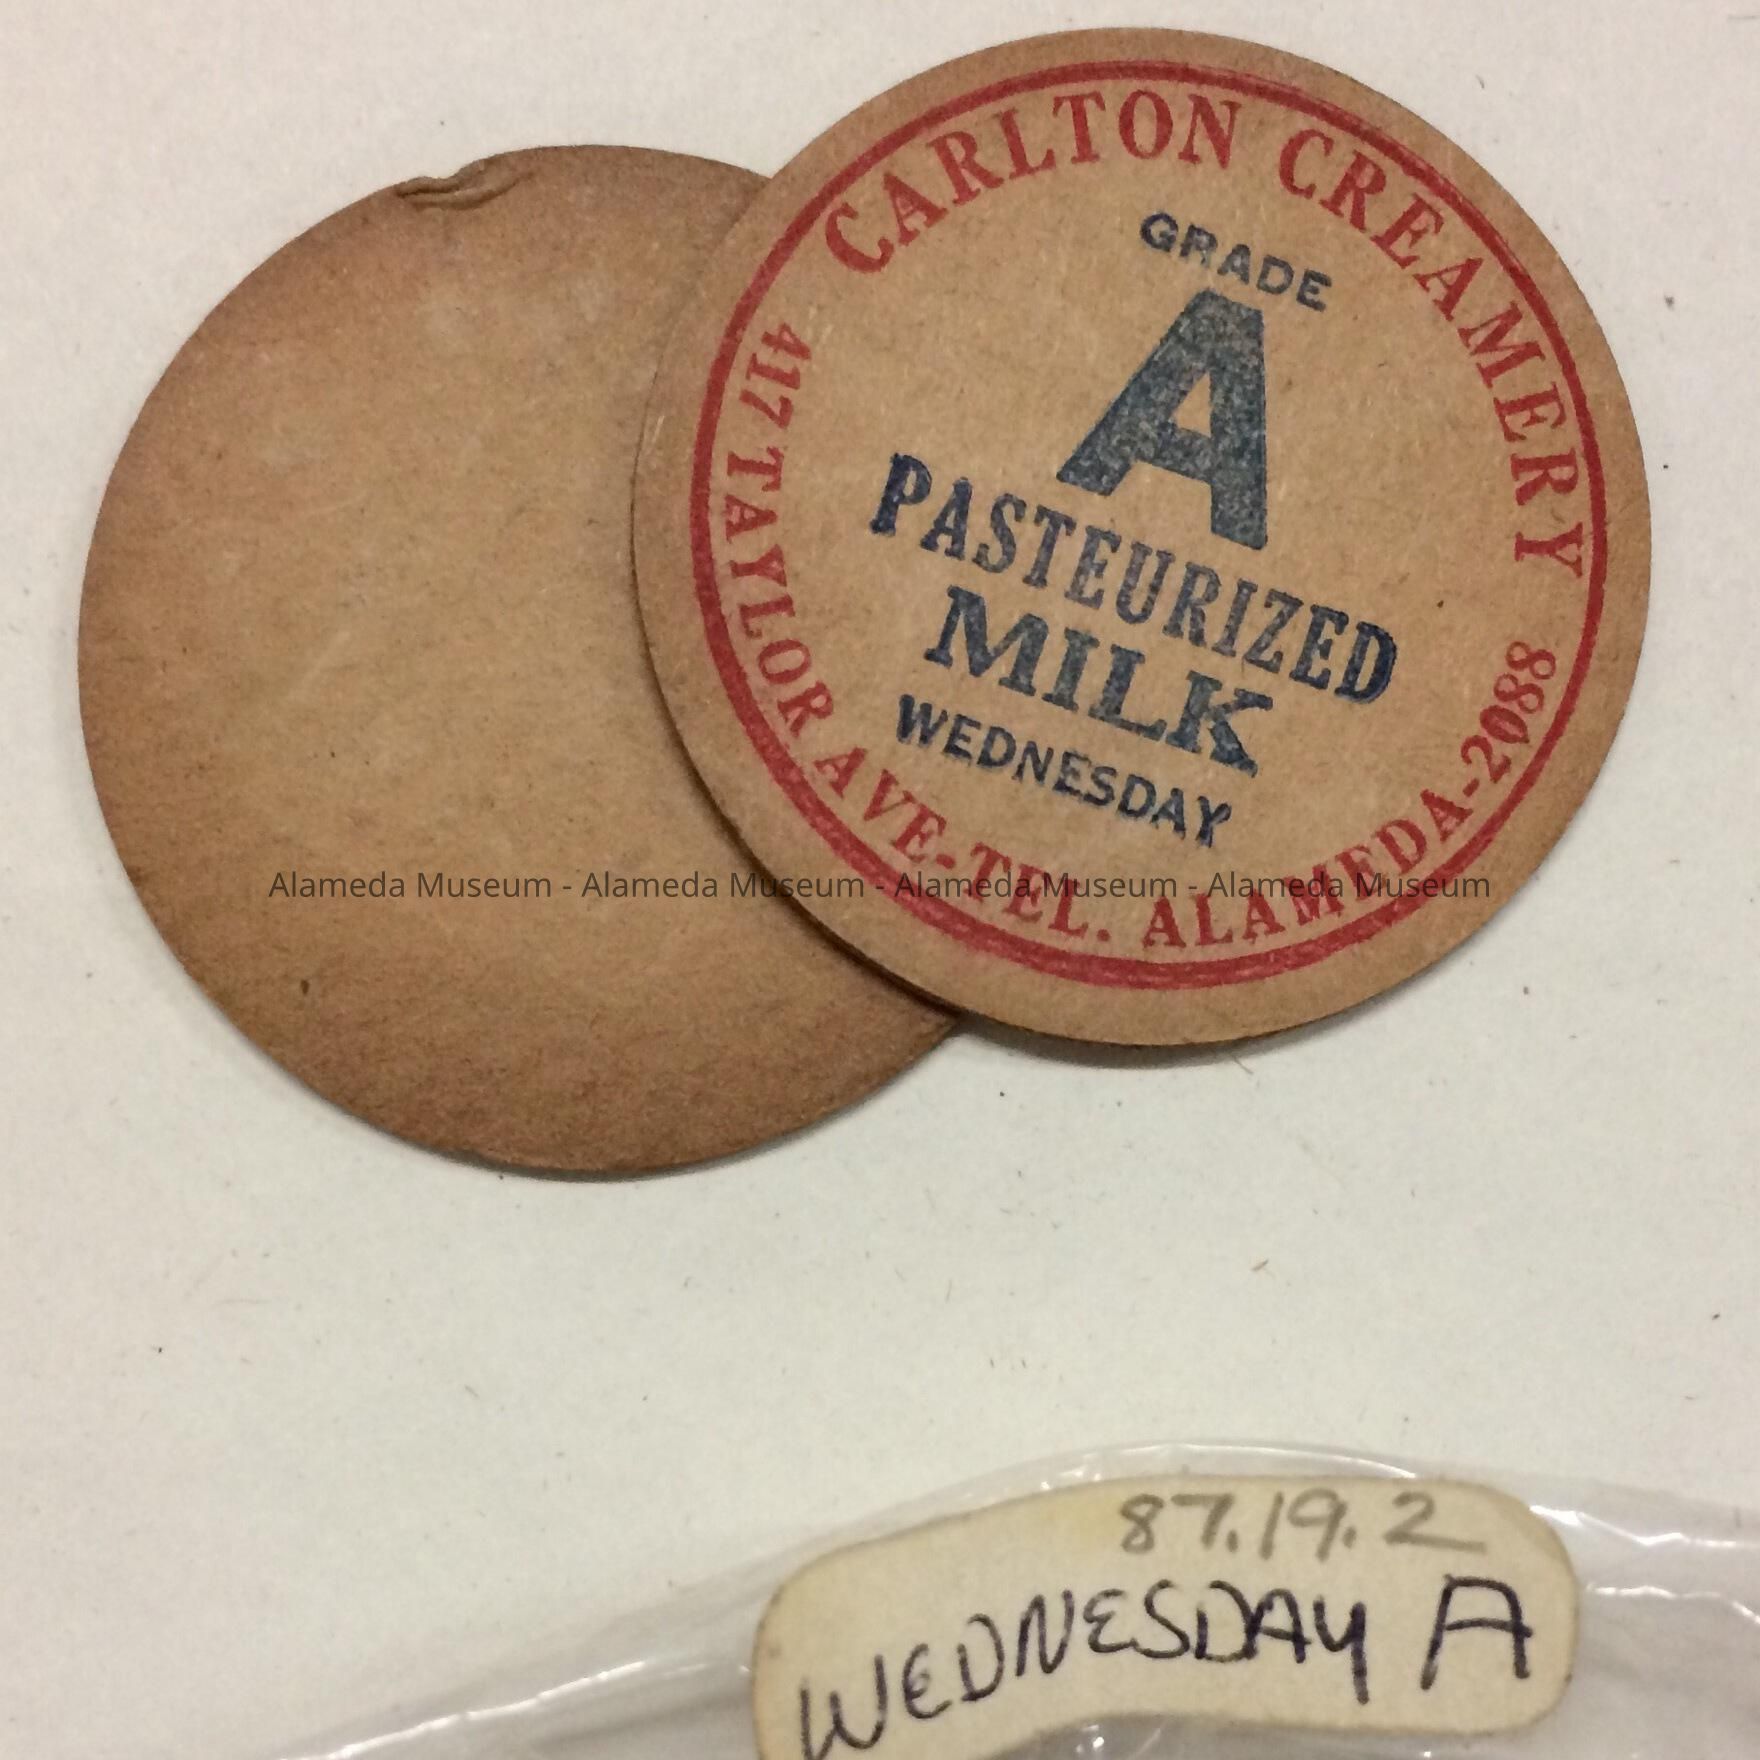 CARLTON CREAMERY
GRADE
A
PASTEURIZED
MILK
WEDNESDAY
417 TAYLOR AVE-TEL. ALAMEDA-2088
Alameda Museum - Alameda Museum - Alameda Museum - Alameda Museum
87.19.2
WEDNESDAY A